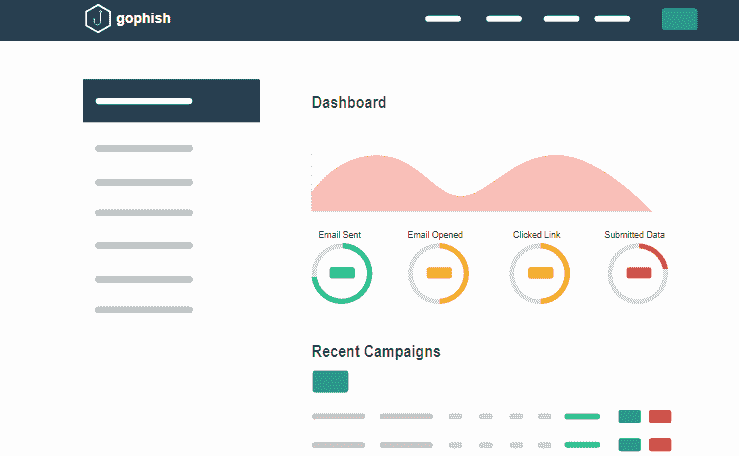 gophish
Dashboard
Email Sent
Email Opened
Clicked Link
Submitted Data
Recent Campaigns